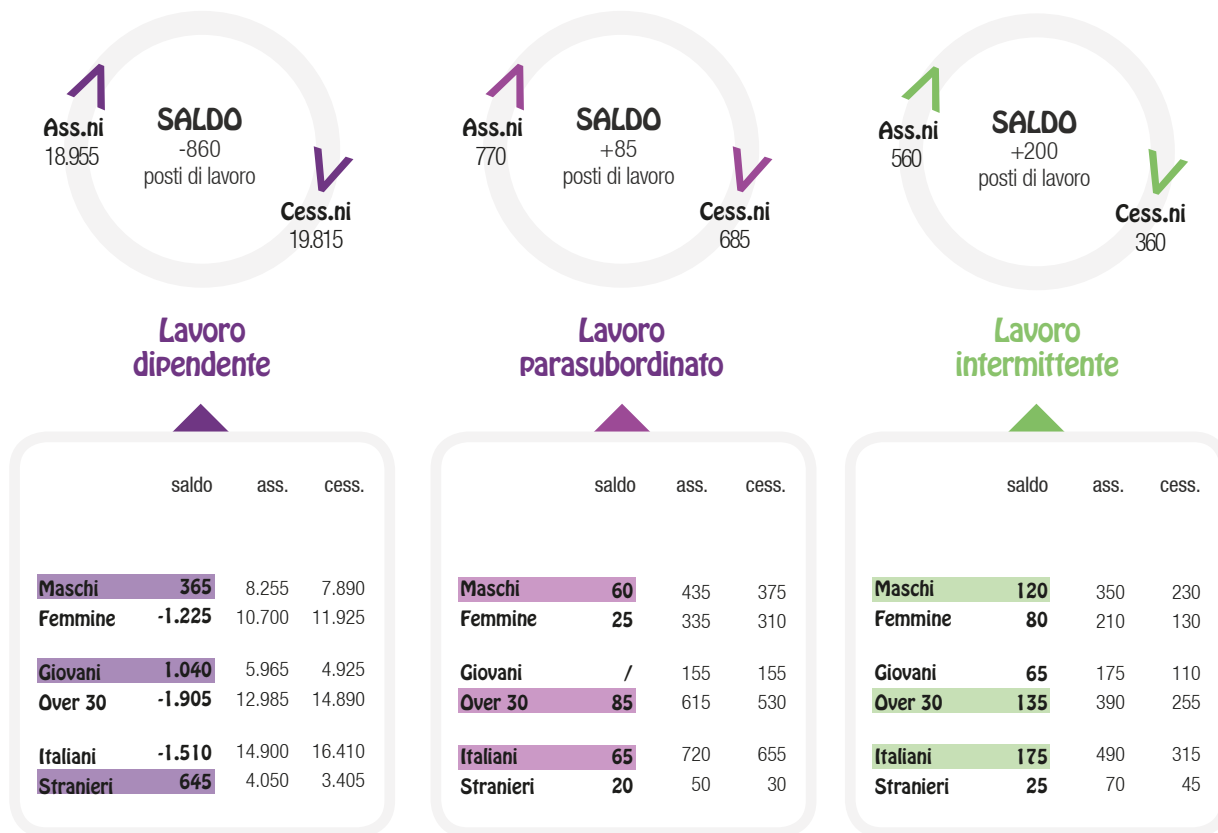 Ass.ni
18.955
SALDO
-860
posti di lavoro
Cess.ni
19.815
Lavoro
dipendente
Ass.ni
770
SALDO
+85
posti di lavoro
Cess.ni
685
Lavoro
parasubordinato
Ass.ni
560
SALDO
+200
posti di lavoro
Cess.ni
360
Lavoro
intermittente
saldo ass. cess.
Maschi 365 8.255 7.890
Femmine -1.225 10.700 11.925
Giovani 1.040 5.965 4.925
Over 30 -1.905 12.985 14.890
Italiani -1.510 14.900 16.410
Stranieri 645 4.050 3.405
saldo ass. cess.
Maschi 60 435 375
Femmine 25 335 310
Giovani / 155 155
Over 30 85 615 530
Italiani 65 720 655
Stranieri 20 50 30
saldo ass. cess.
Maschi 120 350 230
Femmine 80 210 130
Giovani 65 175 110
Over 30 135 390 255
Italiani 175 490 315
Stranieri 25 70 45